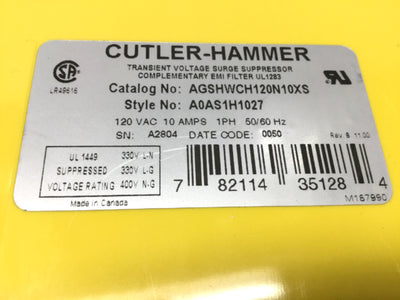 CUTLER-HAMMER
TRANSIENT VOLTAGE SURGE SUPPRESSOR
COMPLEMENTARY EMI FILTER UL1283
Catalog No: AGSHWCH120N10XS
Style No: A0AS1H1027
120 VAC 10 AMPS 1PH 50/60 Hz
SN: A2804 DATE CODE: 0050
Rev. B 11.00
SA
LR49616
UL 1449 330V L-N
SUPPRESSED 330V L-G
VOLTAGE RATING 400V N-G
Made in Canada
7 82114 35128 4
M167990